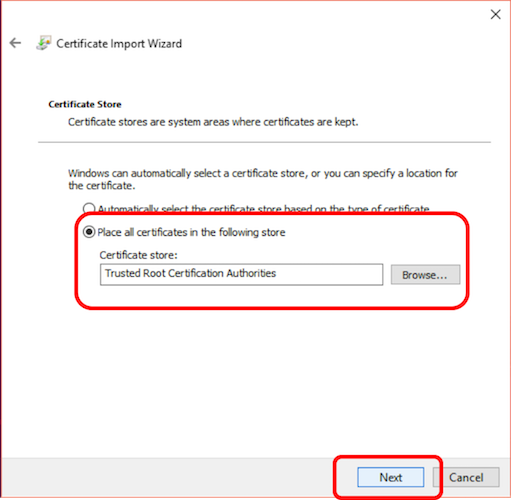 Certificate Import Wizard
Certificate Store
Certificate stores are system areas where certificates are kept.
Windows can automatically select a certificate store, or you can specify a location for
the certificate.
Automatically select the certificate store based on the type of certificate
Place all certificates in the following store
Certificate store:
Trusted Root Certification Authorities
Browse...
Next
Cancel